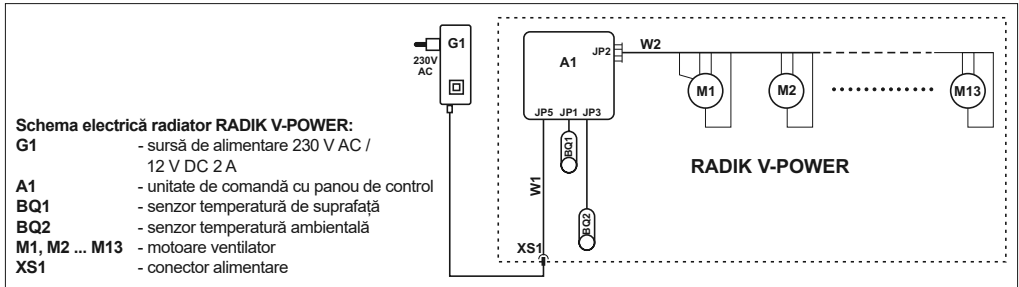 G1
230V
AC
A1
JP2
W2
M1
M2
M13
JP5 JP1 JP3
BQ1
BQ2
W1
XS1
RADIK V-POWER
Schema electrică radiator RADIK V-POWER:
G1 - sursă de alimentare 230 V AC /
12 V DC 2 A
A1 - unitate de comandă cu panou de control
BQ1 - senzor temperatură de suprafață
BQ2 - senzor temperatură ambientală
M1, M2 ... M13 - motoare ventilator
XS1 - conector alimentare